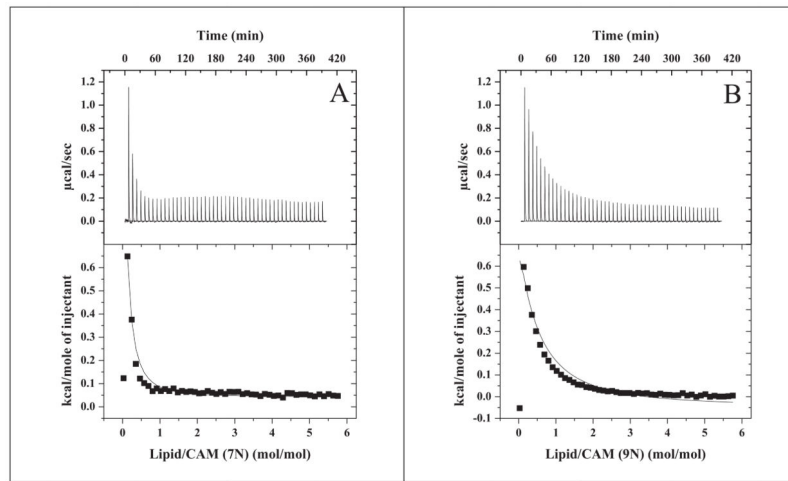 Time (min)
0 60 120 180 240 300 360 420
A
1.2
1.0
0.8
0.6
0.4
0.2
0.0
µcal/sec
0.6
0.5
0.4
0.3
0.2
0.1
0.0
kcal/mole of injectant
0 1 2 3 4 5 6
Lipid/CAM (7N) (mol/mol)
Time (min)
0 60 120 180 240 300 360 420
B
1.2
1.0
0.8
0.6
0.4
0.2
0.0
µcal/sec
0.6
0.5
0.4
0.3
0.2
0.1
0.0
-0.1
kcal/mole of injectant
0 1 2 3 4 5 6
Lipid/CAM (9N) (mol/mol)